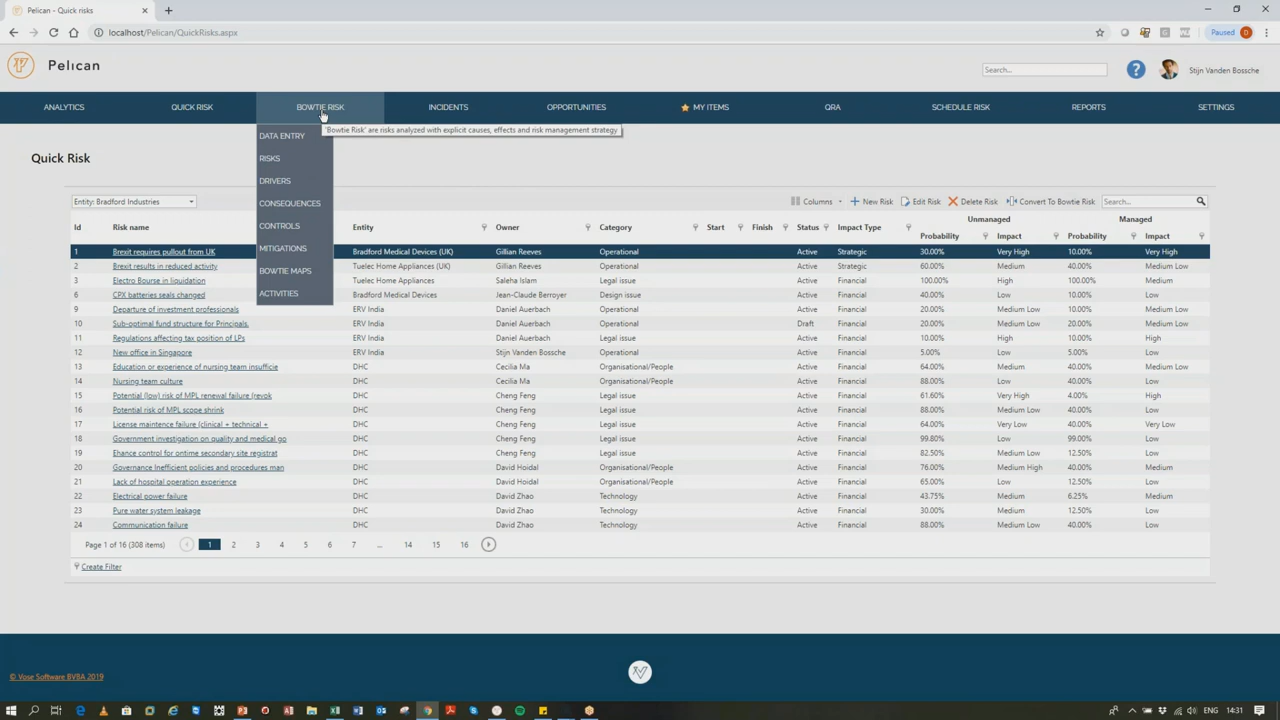 Pelican - Quick risks
localhost/Pelican/QuickRisks.aspx
Paused D
Pelican
Search...
?
Stijn Vanden Bossche
ANALYTICS QUICK RISK BOWTIE RISK INCIDENTS OPPORTUNITIES MY ITEMS QRA SCHEDULE RISK REPORTS SETTINGS
'Bowtie Risk' are risks analyzed with explicit causes, effects and risk management strategy
DATA ENTRY
RISKS
DRIVERS
CONSEQUENCES
CONTROLS
MITIGATIONS
BOWTIE MAPS
ACTIVITIES
Quick Risk
Entity: Bradford Industries
Columns New Risk Edit Risk Delete Risk Convert To Bowtie Risk Search...
Unmanaged Managed
Id Risk name Entity Owner Category Start Finish Status Impact Type Probability Impact Probability Impact
1 Brexit requires pullout from UK Bradford Medical Devices (UK) Gillian Reeves Operational Active Strategic 30.00% Very High 10.00% Very High
2 Brexit results in reduced activity Tuelec Home Appliances (UK) Gillian Reeves Operational Active Strategic 60.00% Medium 40.00% Medium Low
3 Electro Bourse in liquidation Tuelec Home Appliances Saleha Islam Legal issue Active Financial 100.00% High 100.00% Medium
6 CPX batteries seals changed Bradford Medical Devices Jean-Claude Berroyer Design issue Active Financial 40.00% Low 10.00% Low
9 Departure of investment professionals ERV India Daniel Auerbach Operational Active Financial 20.00% Medium Low 10.00% Medium Low
10 Sub-optimal fund structure for Principals. ERV India Daniel Auerbach Operational Draft Financial 20.00% Medium Low 20.00% Medium Low
11 Regulations affecting tax position of LPs ERV India Daniel Auerbach Legal issue Active Financial 10.00% High 10.00% High
12 New office in Singapore ERV India Stijn Vanden Bossche Operational Active Financial 5.00% Low 5.00% Low
13 Education or experience of nursing team insufficie DHC Cecilia Ma Organisational/People Active Financial 64.00% Medium 40.00% Medium Low
14 Nursing team culture DHC Cecilia Ma Organisational/People Active Financial 88.00% Low 40.00% Low
15 Potential (low) risk of MPL renewal failure (revok DHC Cheng Feng Legal issue Active Financial 61.60% Very High 4.00% High
16 Potential risk of MPL scope shrink DHC Cheng Feng Legal issue Active Financial 88.00% Medium Low 40.00% Low
17 License maintence failure (clinical + technical + DHC Cheng Feng Legal issue Active Financial 64.00% Very Low 40.00% Very Low
18 Government investigation on quality and medical go DHC Cheng Feng Legal issue Active Financial 99.80% Low 99.00% Low
19 Ehance control for ontime secondary site registrat DHC Cheng Feng Legal issue Active Financial 82.50% Medium Low 12.50% Low
20 Governance Inefficient policies and procedures man DHC David Hoidal Organisational/People Active Financial 76.00% Medium High 40.00% Medium
21 Lack of hospital operation experience DHC David Hoidal Organisational/People Active Financial 65.00% Low 12.50% Low
22 Electrical power failure DHC David Zhao Technology Active Financial 43.75% Medium 6.25% Medium
23 Pure water system leakage DHC David Zhao Technology Active Financial 30.00% Medium 10.00% Low
24 Communication failure DHC David Zhao Technology Active Financial 88.00% Medium Low 40.00% Low
Page 1 of 16 (308 items) 1 2 3 4 5 6 7 ... 14 15 16
Create Filter
© Vose Software BVBA 2019
ENG 14:31